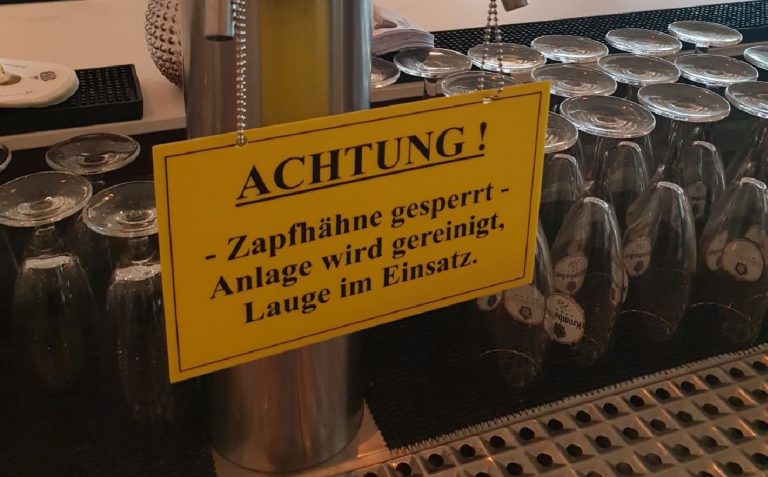 ACHTUNG !
- Zapfhähne gesperrt -
Anlage wird gereinigt,
Lauge im Einsatz.